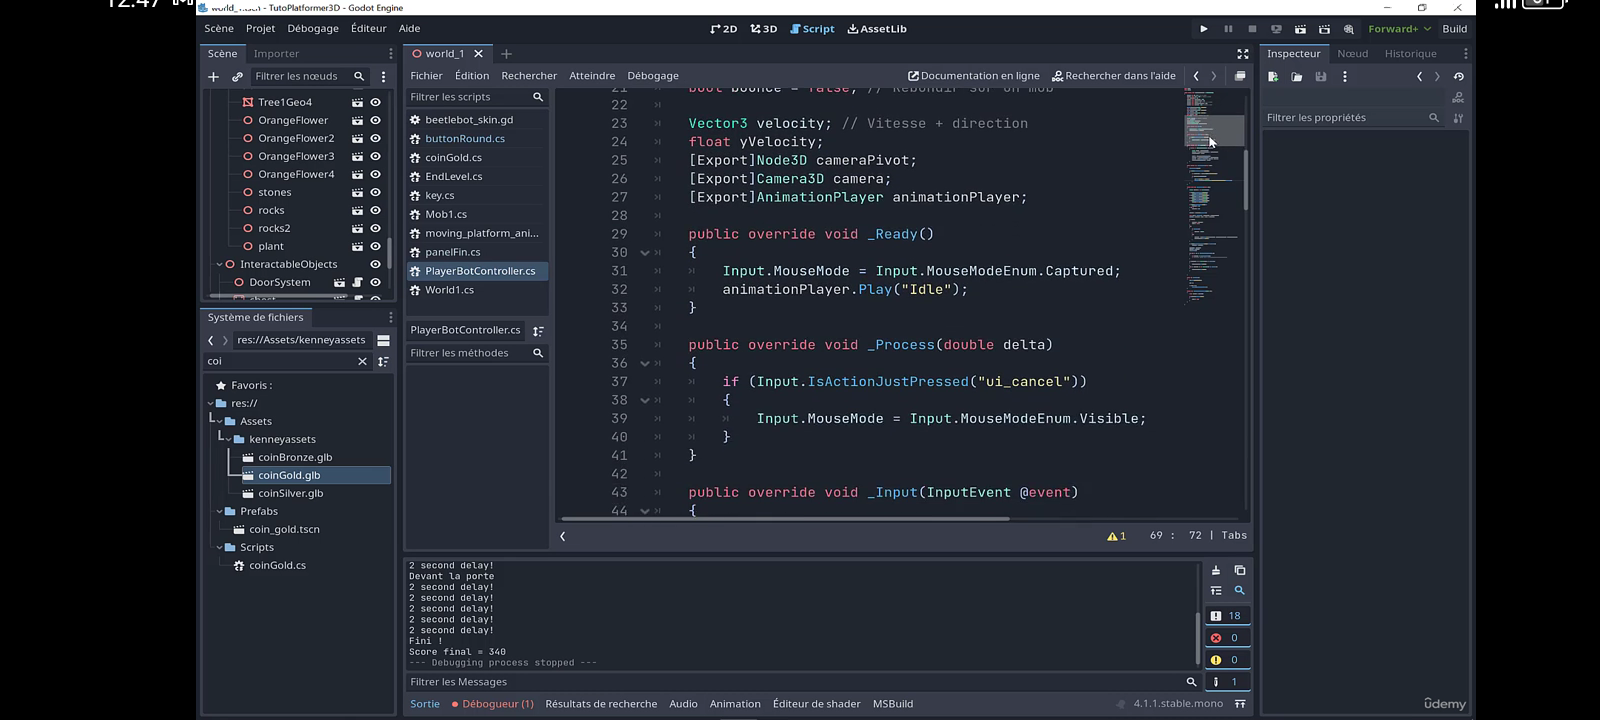 12:47
world_1.tscn - TutoPlatformer3D - Godot Engine
Scène Projet Débogage Éditeur Aide
2D 3D Script AssetLib
Forward+ Build
Scène Importer
Filtrer les nœuds
Tree1Geo4
OrangeFlower
OrangeFlower2
OrangeFlower3
OrangeFlower4
stones
rocks
rocks2
plant
InteractableObjects
DoorSystem
chest
Système de fichiers
res://Assets/kenneyassets
coi
Favoris :
res://
Assets
kenneyassets
coinBronze.glb
coinGold.glb
coinSilver.glb
Prefabs
coin_gold.tscn
Scripts
coinGold.cs
world_1
Fichier Édition Rechercher Atteindre Débogage
Documentation en ligne Rechercher dans l'aide
Filtrer les scripts
beetlebot_skin.gd
buttonRound.cs
coinGold.cs
EndLevel.cs
key.cs
Mob1.cs
moving_platform_ani...
panelFin.cs
PlayerBotController.cs
World1.cs
PlayerBotController.cs
Filtrer les méthodes
21 bool bounce = false; // Rebondir sur un mob
22
23 Vector3 velocity; // Vitesse + direction
24 float yVelocity;
25 [Export]Node3D cameraPivot;
26 [Export]Camera3D camera;
27 [Export]AnimationPlayer animationPlayer;
28
29 public override void _Ready()
30 {
31 Input.MouseMode = Input.MouseModeEnum.Captured;
32 animationPlayer.Play("Idle");
33 }
34
35 public override void _Process(double delta)
36 {
37 if (Input.IsActionJustPressed("ui_cancel"))
38 {
39 Input.MouseMode = Input.MouseModeEnum.Visible;
40 }
41 }
42
43 public override void _Input(InputEvent @event)
44 {
1 69 : 72 | Tabs
2 second delay!
Devant la porte
2 second delay!
2 second delay!
2 second delay!
2 second delay!
2 second delay!
Fini !
Score final = 340
--- Debugging process stopped ---
18
0
0
1
Filtrer les Messages
Sortie Débogueur (1) Résultats de recherche Audio Animation Éditeur de shader MSBuild
4.1.1.stable.mono
Inspecteur Nœud Historique
Filtrer les propriétés
ûdemy